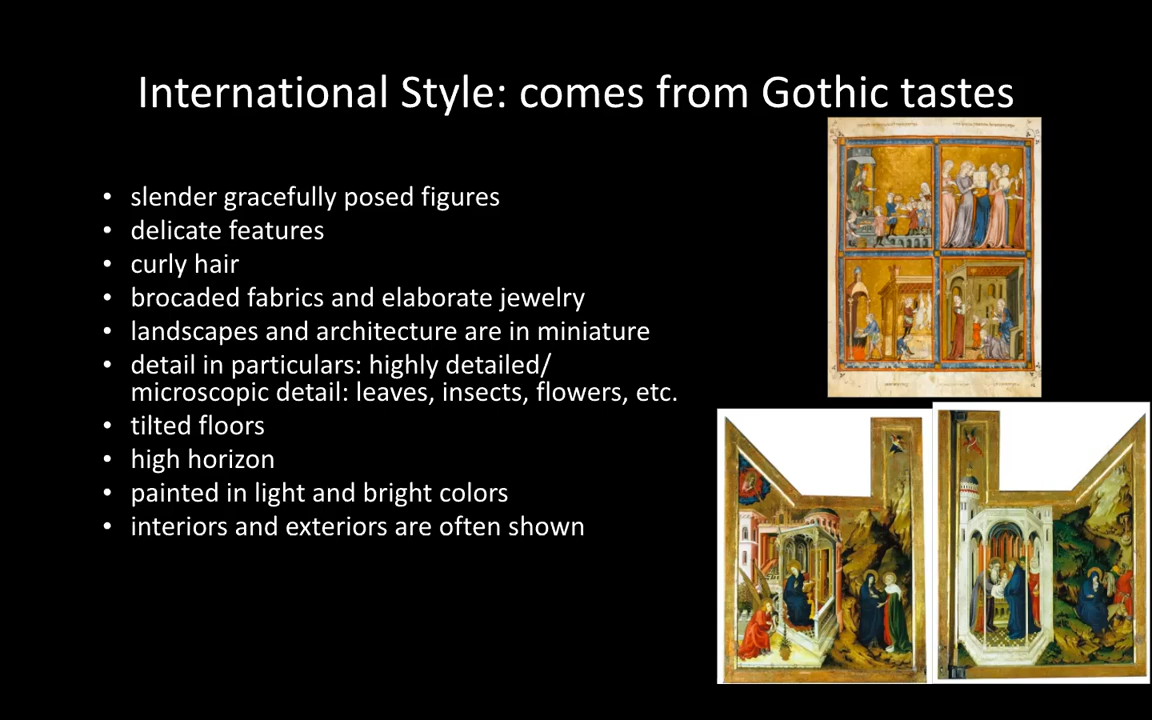 International Style: comes from Gothic tastes
• slender gracefully posed figures
• delicate features
• curly hair
• brocaded fabrics and elaborate jewelry
• landscapes and architecture are in miniature
• detail in particulars: highly detailed/
microscopic detail: leaves, insects, flowers, etc.
• tilted floors
• high horizon
• painted in light and bright colors
• interiors and exteriors are often shown